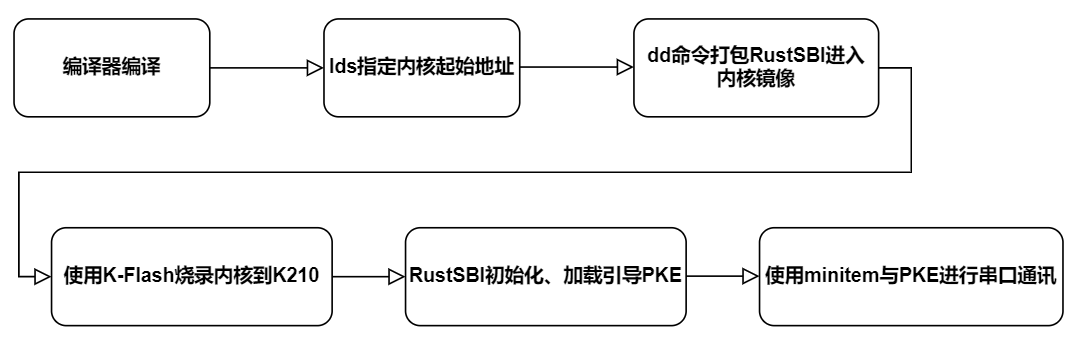 编译器编译
lds指定内核起始地址
dd命令打包RustSBI进入
内核镜像
使用K-Flash烧录内核到K210
RustSBI初始化、加载引导PKE
使用minitem与PKE进行串口通讯